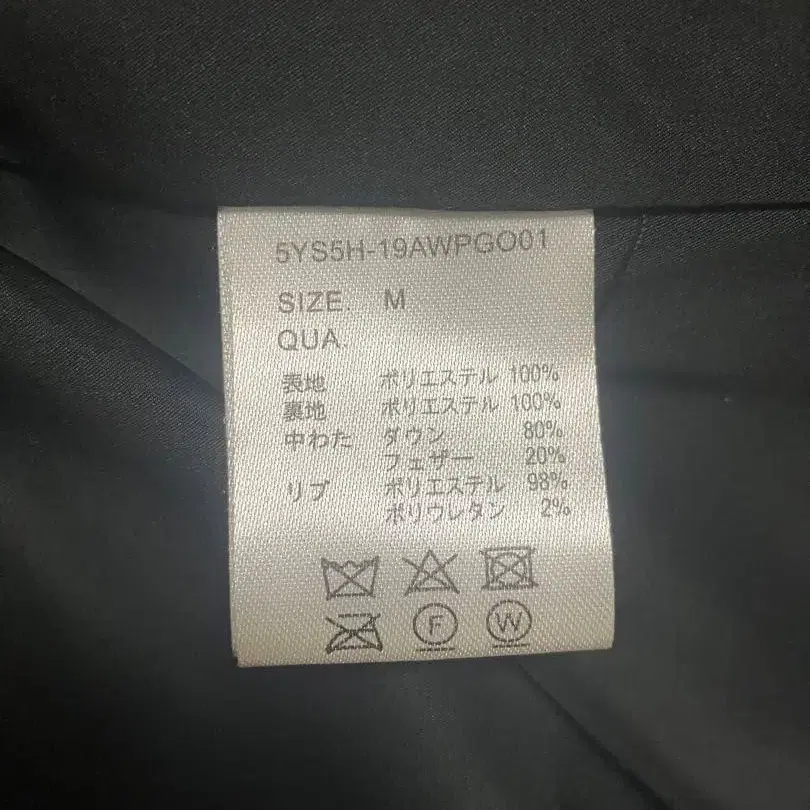 5YS5H-19AWPGO01
SIZE. M
QUA.
表地 ポリエステル 100%
裏地 ポリエステル 100%
中わた ダウン 80%
フェザー 20%
リブ ポリエステル 98%
ポリウレタン 2%
F W